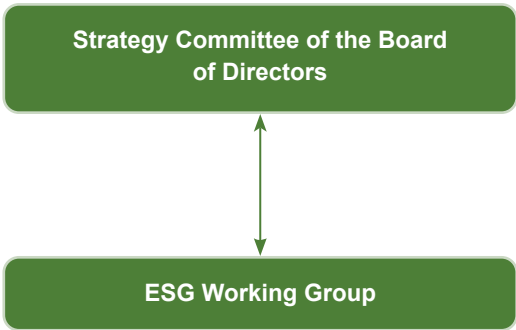 Strategy Committee of the Board
of Directors
ESG Working Group